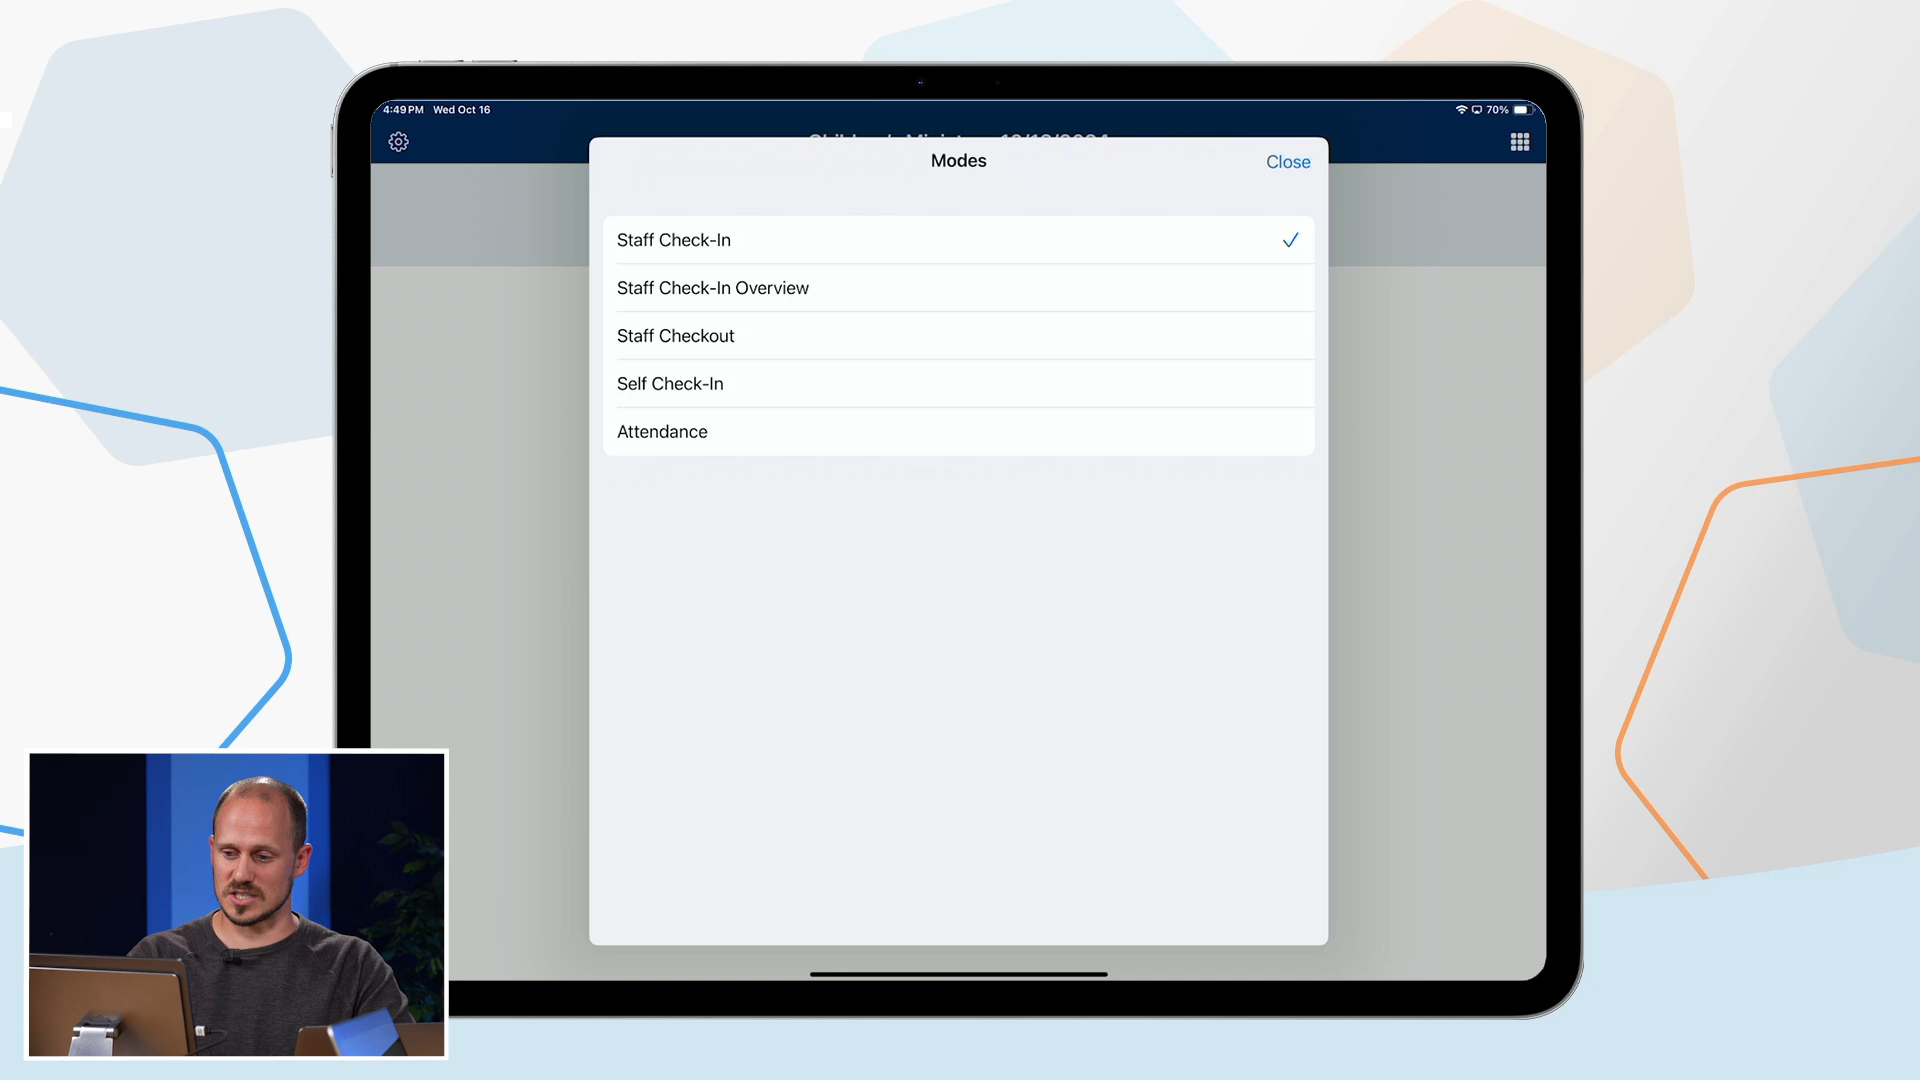 4:49 PM Wed Oct 16
70%
Modes
Close
Staff Check-In
Staff Check-In Overview
Staff Checkout
Self Check-In
Attendance